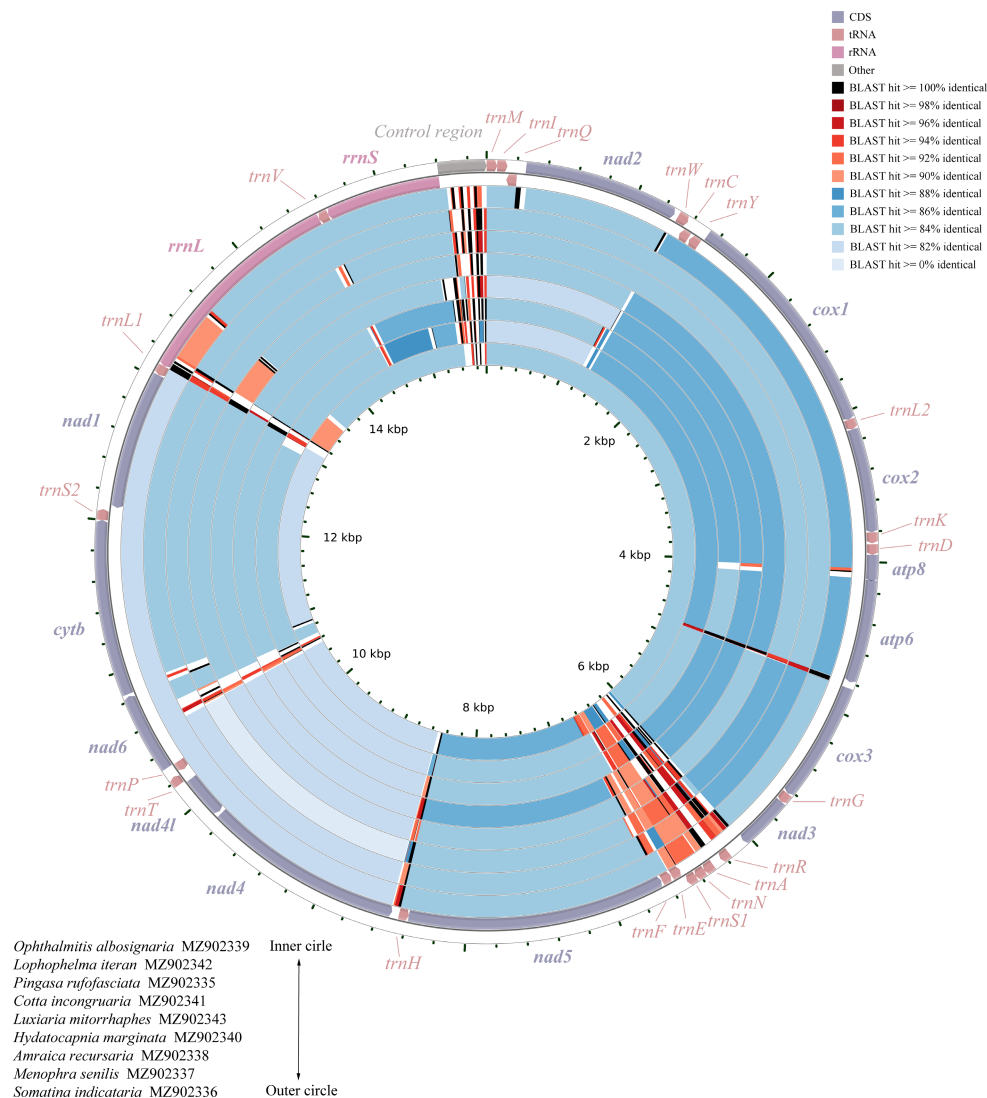 CDS
tRNA
rRNA
Other
BLAST hit >= 100% identical
BLAST hit >= 98% identical
BLAST hit >= 96% identical
BLAST hit >= 94% identical
BLAST hit >= 92% identical
BLAST hit >= 90% identical
BLAST hit >= 88% identical
BLAST hit >= 86% identical
BLAST hit >= 84% identical
BLAST hit >= 82% identical
BLAST hit >= 0% identical
Control region
trnM
trnI
trnQ
nad2
trnW
trnC
trnY
cox1
trnL2
cox2
trnK
trnD
atp8
atp6
cox3
trnG
nad3
trnR
trnA
trnN
trnS1
trnE
trnF
nad5
trnH
nad4
nad4l
trnT
trnP
nad6
cytb
trnS2
nad1
trnL1
rrnL
trnV
rrnS
2 kbp
4 kbp
6 kbp
8 kbp
10 kbp
12 kbp
14 kbp
Ophthalmitis albosignaria MZ902339
Lophophelma iteran MZ902342
Pingasa rufofasciata MZ902335
Cotta incongruaria MZ902341
Luxiaria mitorrhaphes MZ902343
Hydatocapnia marginata MZ902340
Amraica recursaria MZ902338
Menophra senilis MZ902337
Somatina indicataria MZ902336
Inner cirle
Outer circle